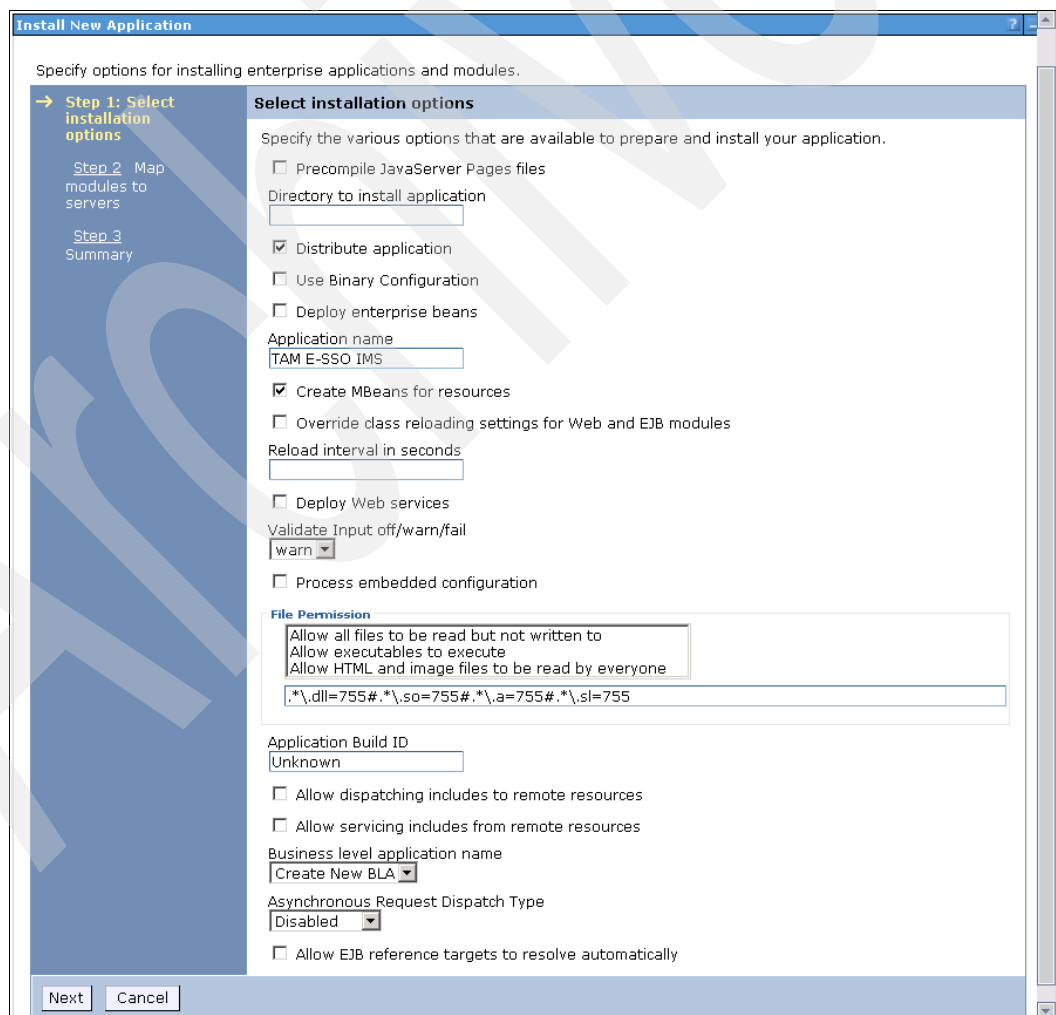 Install New Application
?
Specify options for installing enterprise applications and modules.
Step 1: Select
installation
options
Step 2 Map
modules to
servers
Step 3
Summary
Select installation options
Specify the various options that are available to prepare and install your application.
Precompile JavaServer Pages files
Directory to install application
Distribute application
Use Binary Configuration
Deploy enterprise beans
Application name
TAM E-SSO IMS
Create MBeans for resources
Override class reloading settings for Web and EJB modules
Reload interval in seconds
Deploy Web services
Validate Input off/warn/fail
warn
Process embedded configuration
File Permission
Allow all files to be read but not written to
Allow executables to execute
Allow HTML and image files to be read by everyone
.*\.dll=755#.*\.so=755#.*\.a=755#.*\.sl=755
Application Build ID
Unknown
Allow dispatching includes to remote resources
Allow servicing includes from remote resources
Business level application name
Create New BLA
Asynchronous Request Dispatch Type
Disabled
Allow EJB reference targets to resolve automatically
Next Cancel